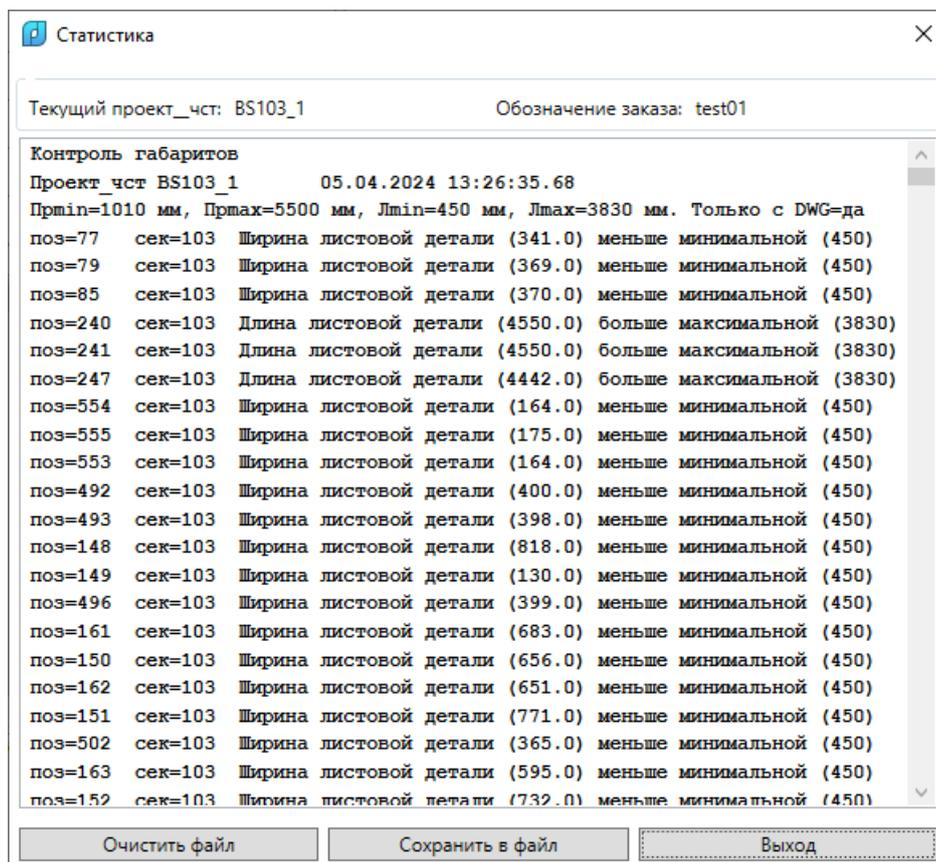 Статистика
Текущий проект__чст: BS103_1 Обозначение заказа: test01
Контроль габаритов
Проект_чст BS103_1 05.04.2024 13:26:35.68
Прmin=1010 мм, Прmax=5500 мм, Лmin=450 мм, Лmax=3830 мм. Только с DWG=да
поз=77 сек=103 Ширина листовой детали (341.0) меньше минимальной (450)
поз=79 сек=103 Ширина листовой детали (369.0) меньше минимальной (450)
поз=85 сек=103 Ширина листовой детали (370.0) меньше минимальной (450)
поз=240 сек=103 Длина листовой детали (4550.0) больше максимальной (3830)
поз=241 сек=103 Длина листовой детали (4550.0) больше максимальной (3830)
поз=247 сек=103 Длина листовой детали (4442.0) больше максимальной (3830)
поз=554 сек=103 Ширина листовой детали (164.0) меньше минимальной (450)
поз=555 сек=103 Ширина листовой детали (175.0) меньше минимальной (450)
поз=553 сек=103 Ширина листовой детали (164.0) меньше минимальной (450)
поз=492 сек=103 Ширина листовой детали (400.0) меньше минимальной (450)
поз=493 сек=103 Ширина листовой детали (398.0) меньше минимальной (450)
поз=148 сек=103 Ширина листовой детали (818.0) меньше минимальной (450)
поз=149 сек=103 Ширина листовой детали (130.0) меньше минимальной (450)
поз=496 сек=103 Ширина листовой детали (399.0) меньше минимальной (450)
поз=161 сек=103 Ширина листовой детали (683.0) меньше минимальной (450)
поз=150 сек=103 Ширина листовой детали (656.0) меньше минимальной (450)
поз=162 сек=103 Ширина листовой детали (651.0) меньше минимальной (450)
поз=151 сек=103 Ширина листовой детали (771.0) меньше минимальной (450)
поз=502 сек=103 Ширина листовой детали (365.0) меньше минимальной (450)
поз=163 сек=103 Ширина листовой детали (595.0) меньше минимальной (450)
поз=152 сек=103 Ширина листовой детали (732.0) меньше минимальной (450)
Очистить файл Сохранить в файл Выход